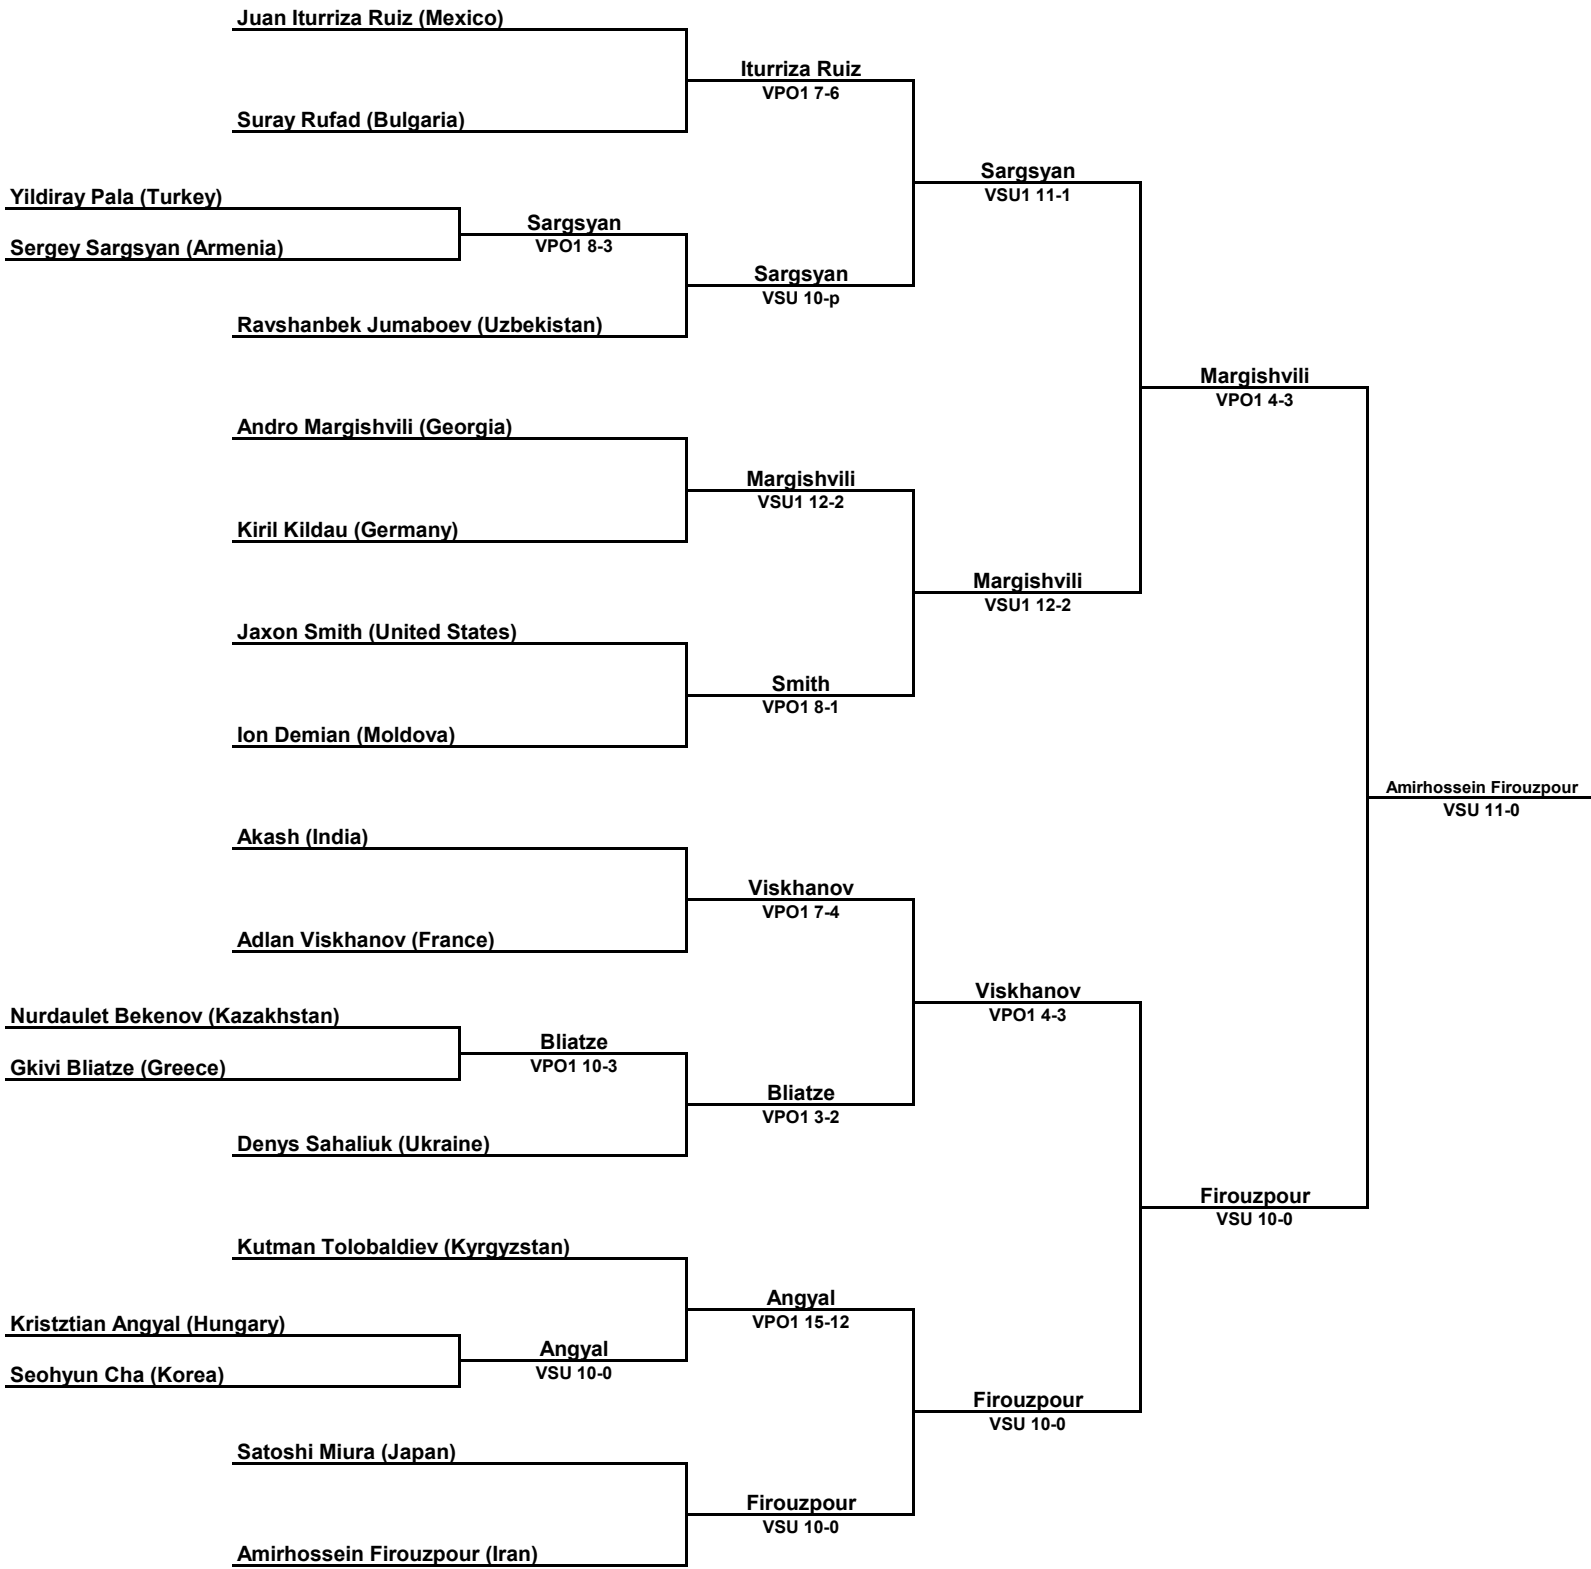 Juan Iturriza Ruiz (Mexico)
Iturriza Ruiz
VPO1 7-6
Suray Rufad (Bulgaria)
Sargsyan
VSU1 11-1
Yildiray Pala (Turkey)
Sargsyan
VPO1 8-3
Sergey Sargsyan (Armenia)
Sargsyan
VSU 10-p
Ravshanbek Jumaboev (Uzbekistan)
Margishvili
VPO1 4-3
Andro Margishvili (Georgia)
Margishvili
VSU1 12-2
Kiril Kildau (Germany)
Margishvili
VSU1 12-2
Jaxon Smith (United States)
Smith
VPO1 8-1
Ion Demian (Moldova)
Amirhossein Firouzpour
VSU 11-0
Akash (India)
Viskhanov
VPO1 7-4
Adlan Viskhanov (France)
Viskhanov
VPO1 4-3
Nurdaulet Bekenov (Kazakhstan)
Bliatze
VPO1 10-3
Gkivi Bliatze (Greece)
Bliatze
VPO1 3-2
Denys Sahaliuk (Ukraine)
Firouzpour
VSU 10-0
Kutman Tolobaldiev (Kyrgyzstan)
Angyal
VPO1 15-12
Kristztian Angyal (Hungary)
Angyal
VSU 10-0
Seohyun Cha (Korea)
Firouzpour
VSU 10-0
Satoshi Miura (Japan)
Firouzpour
VSU 10-0
Amirhossein Firouzpour (Iran)